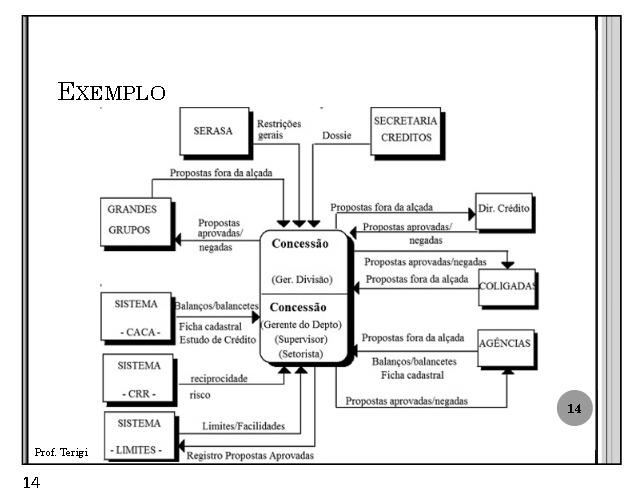 EXEMPLO
SERASA
Restrições
gerais
Dossie
SECRETARIA
CREDITOS
Propostas fora da alçada
GRANDES
GRUPOS
Propostas
aprovadas/
negadas
Propostas fora da alçada
Dir. Crédito
Propostas aprovadas/
negadas
Concessão
(Ger. Divisão)
Propostas aprovadas/negadas
Propostas fora da alçada
COLIGADAS
SISTEMA
- CACA -
Balanços/balancetes
Ficha cadastral
Estudo de Crédito
Concessão
(Gerente do Depto)
(Supervisor)
(Setorista)
Propostas fora da alçada
AGÊNCIAS
Balanços/balancetes
Ficha cadastral
SISTEMA
- CRR -
reciprocidade
risco
Propostas aprovadas/negadas
14
SISTEMA
- LIMITES -
Limites/Facilidades
Registro Propostas Aprovadas
Prof. Terigi
14